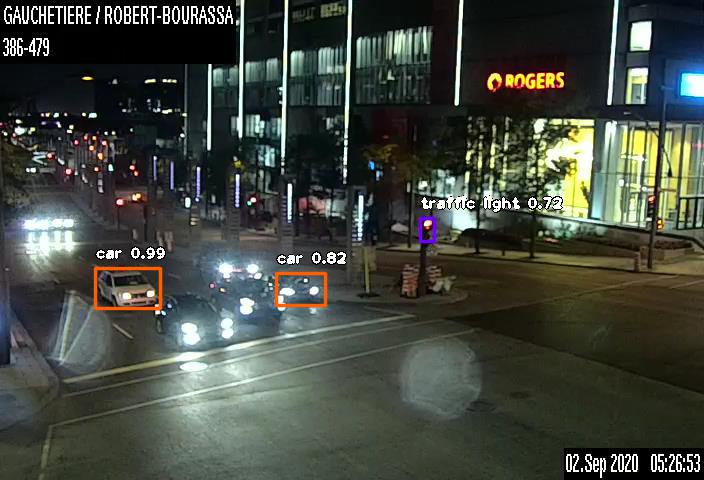 GAUCHETIERE / ROBERT-BOURASSA
386-479
ROGERS
traffic light 0.72
car 0.99
car 0.82
02.Sep 2020 05:26:53